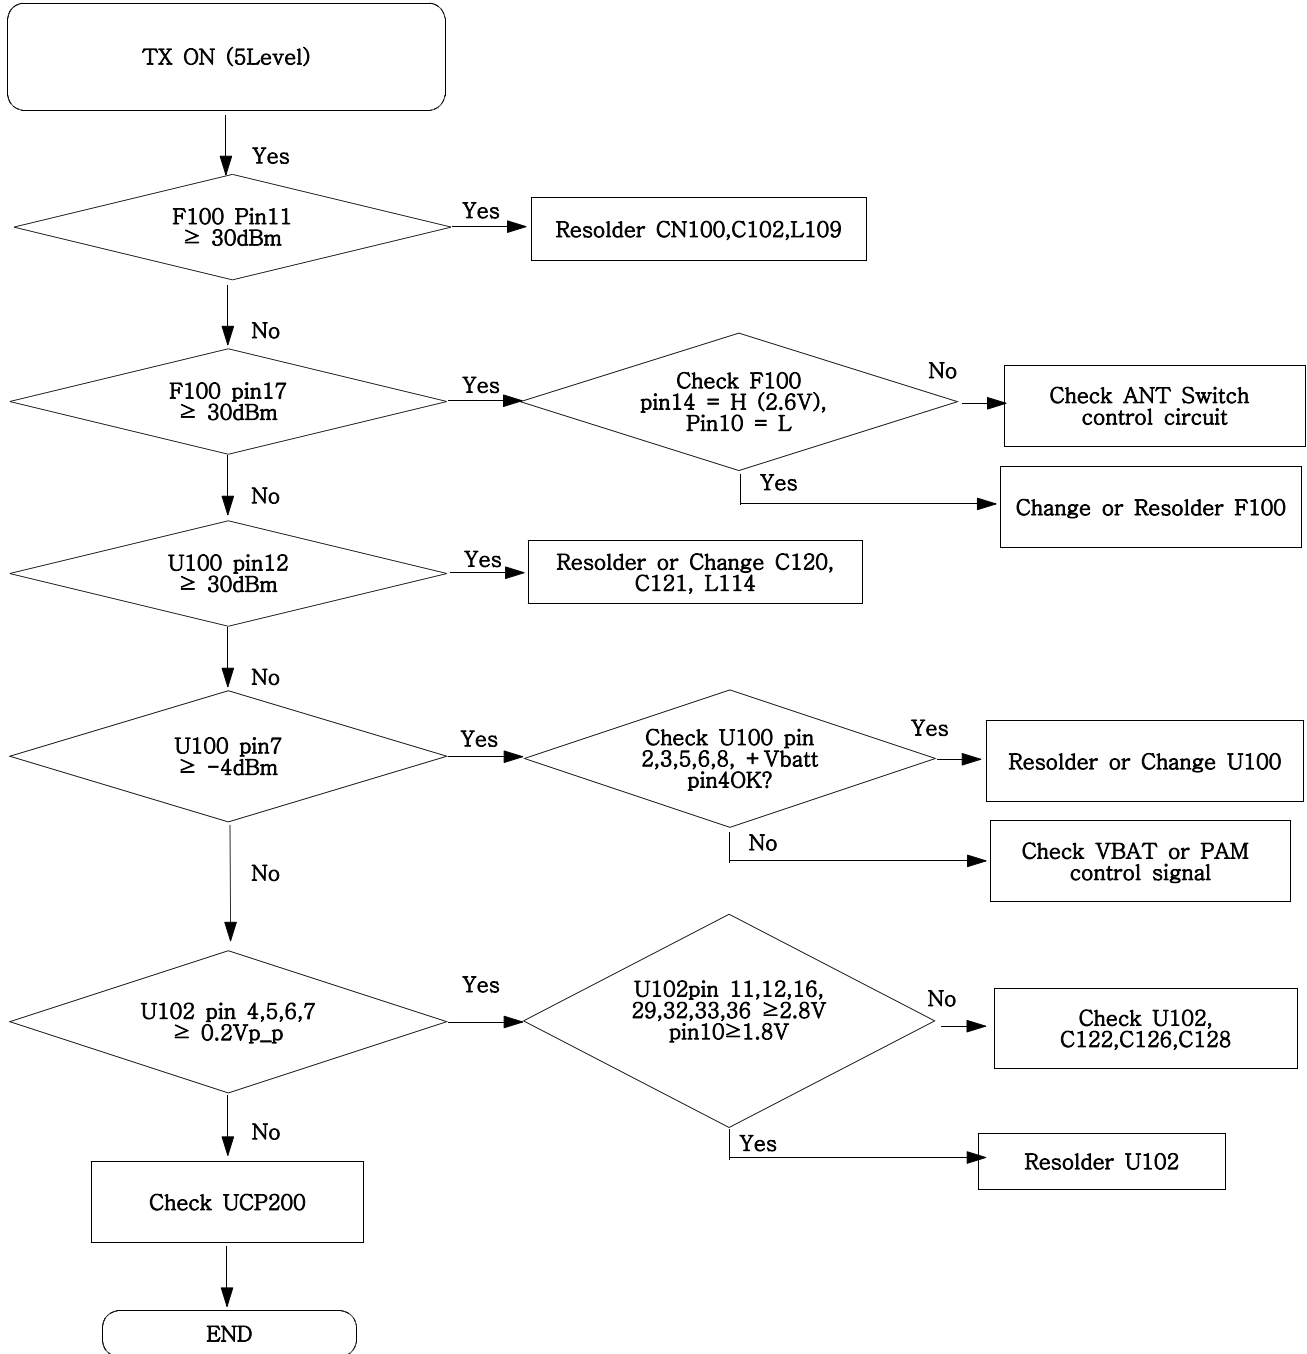 TX ON (5Level)
Yes
F100 Pin11
≥ 30dBm
Yes
Resolder CN100,C102,L109
No
F100 pin17
≥ 30dBm
Yes
Check F100
pin14 = H (2.6V),
Pin10 = L
No
Check ANT Switch
control circuit
Yes
Change or Resolder F100
No
U100 pin12
≥ 30dBm
Yes
Resolder or Change C120,
C121, L114
No
U100 pin7
≥ -4dBm
Yes
Check U100 pin
2,3,5,6,8, +Vbatt
pin4OK?
Yes
Resolder or Change U100
No
Check VBAT or PAM
control signal
No
U102 pin 4,5,6,7
≥ 0.2Vp_p
Yes
U102pin 11,12,16,
29,32,33,36 ≥2.8V
pin10≥1.8V
No
Check U102,
C122,C126,C128
Yes
Resolder U102
No
Check UCP200
END